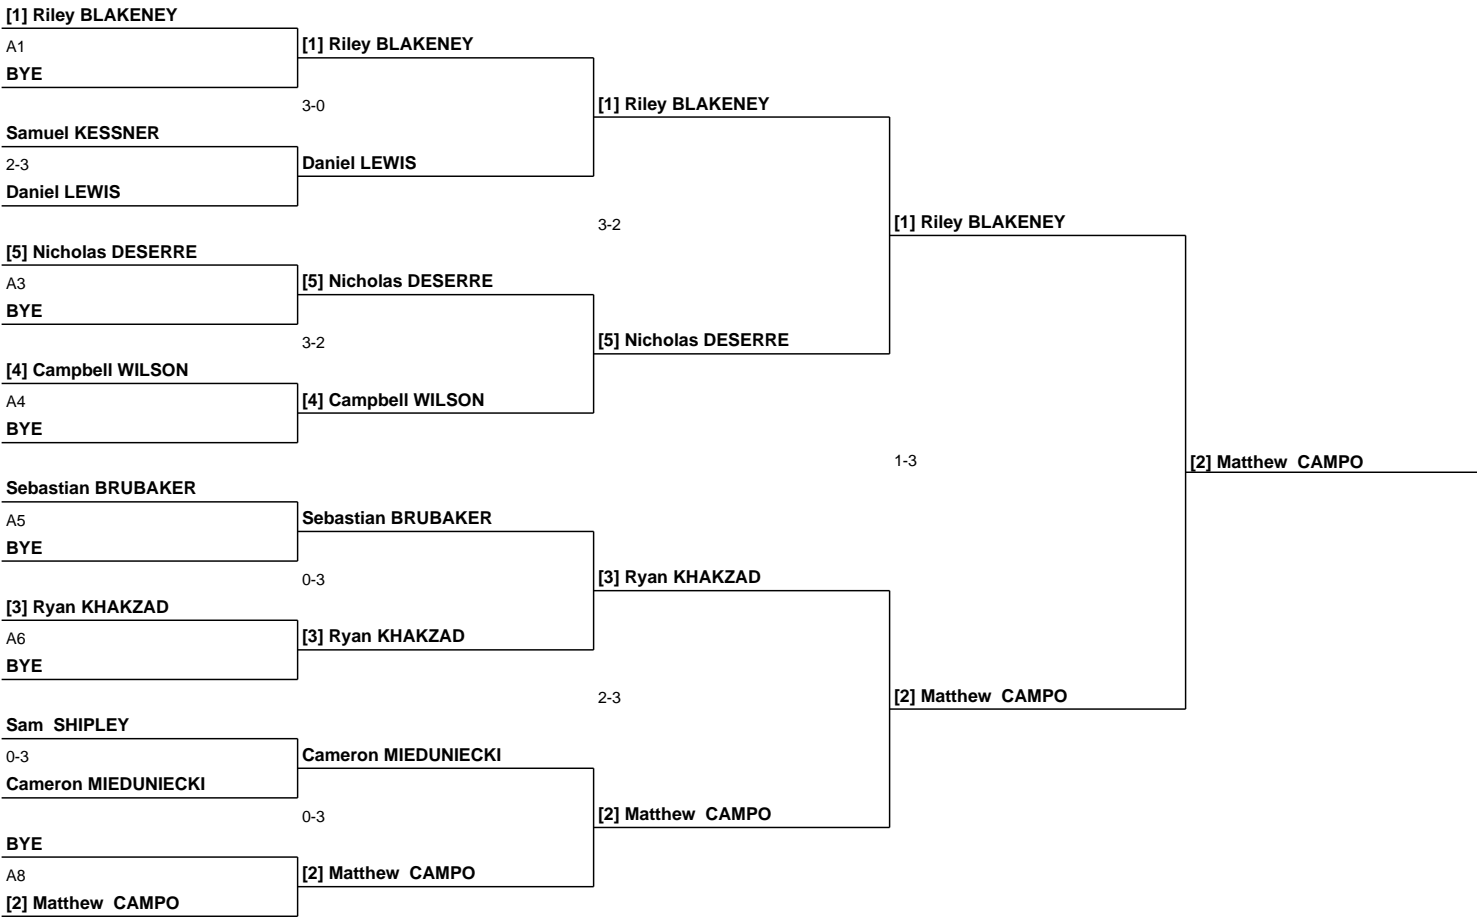 [1] Riley BLAKENEY
A1
BYE
Samuel KESSNER
2-3
Daniel LEWIS
[5] Nicholas DESERRE
A3
BYE
[4] Campbell WILSON
A4
BYE
Sebastian BRUBAKER
A5
BYE
[3] Ryan KHAKZAD
A6
BYE
Sam SHIPLEY
0-3
Cameron MIEDUNIECKI
BYE
A8
[2] Matthew CAMPO
[1] Riley BLAKENEY
3-0
Daniel LEWIS
[5] Nicholas DESERRE
3-2
[4] Campbell WILSON
Sebastian BRUBAKER
0-3
[3] Ryan KHAKZAD
Cameron MIEDUNIECKI
0-3
[2] Matthew CAMPO
[1] Riley BLAKENEY
3-2
[5] Nicholas DESERRE
[3] Ryan KHAKZAD
2-3
[2] Matthew CAMPO
[1] Riley BLAKENEY
1-3
[2] Matthew CAMPO
[2] Matthew CAMPO